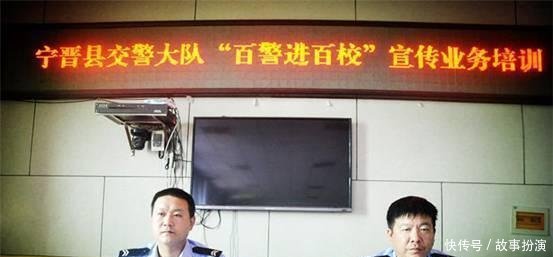 宁晋县交警大队“百警进百校”宣传业务培训
快传号／故事扮演